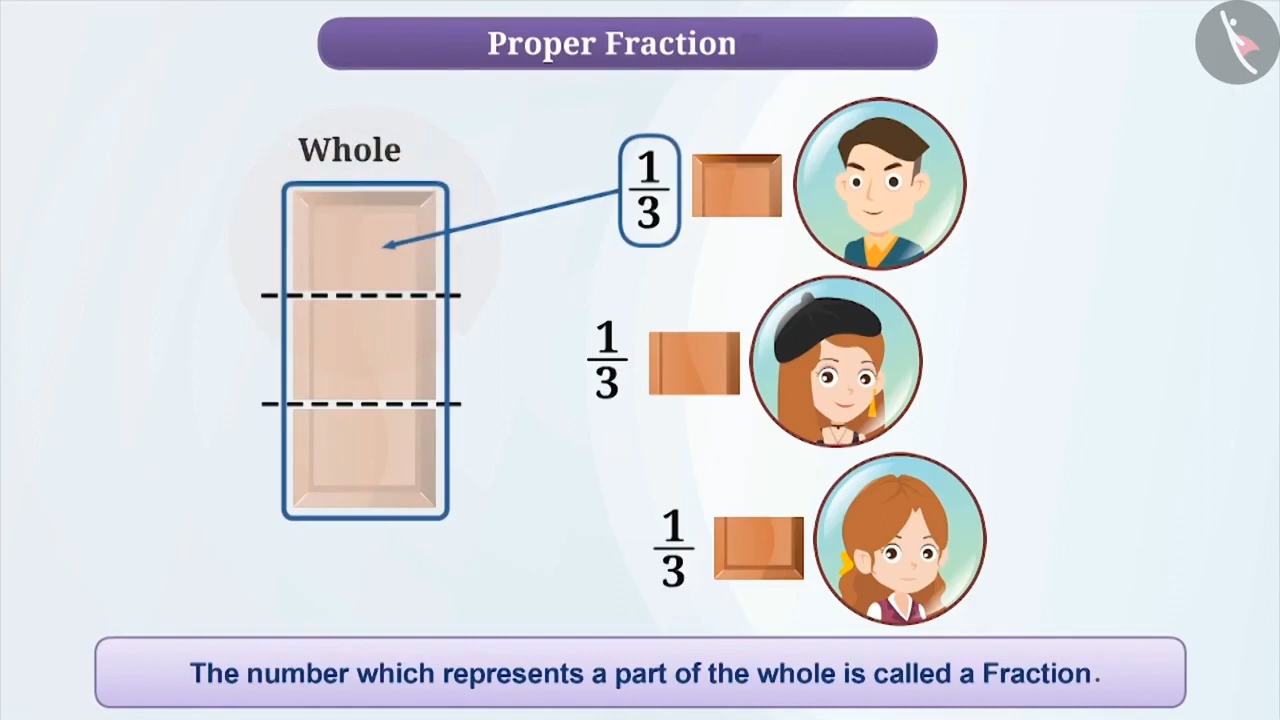 Proper Fraction
Whole
1
3
1
3
1
3
The number which represents a part of the whole is called a Fraction.